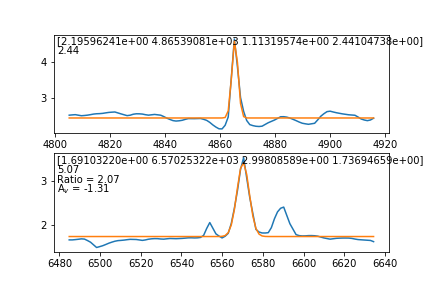 [2.19596241e+00 4.86539081e+03 1.11319574e+00 2.44104738e+00]
2.44
4
3
4800 4820 4840 4860 4880 4900 4920
[1.69103220e+00 6.57025322e+03 2.99808589e+00 1.73694659e+00]
5.07
3
Ratio = 2.07
Av = -1.31
2
6480 6500 6520 6540 6560 6580 6600 6620 6640